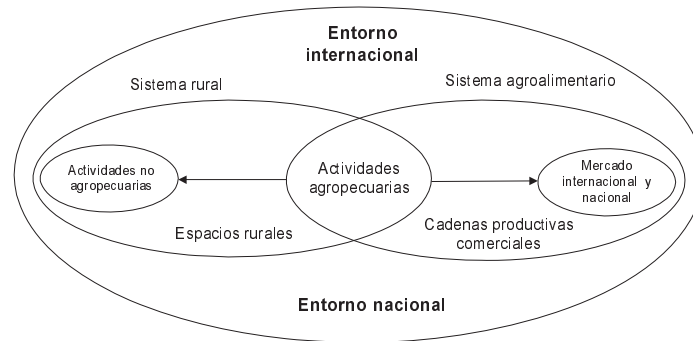 Entorno
internacional
Sistema rural
Sistema agroalimentario
Actividades no
agropecuarias
Actividades
agropecuarias
Mercado
internacional y
nacional
Espacios rurales
Cadenas productivas
comerciales
Entorno nacional